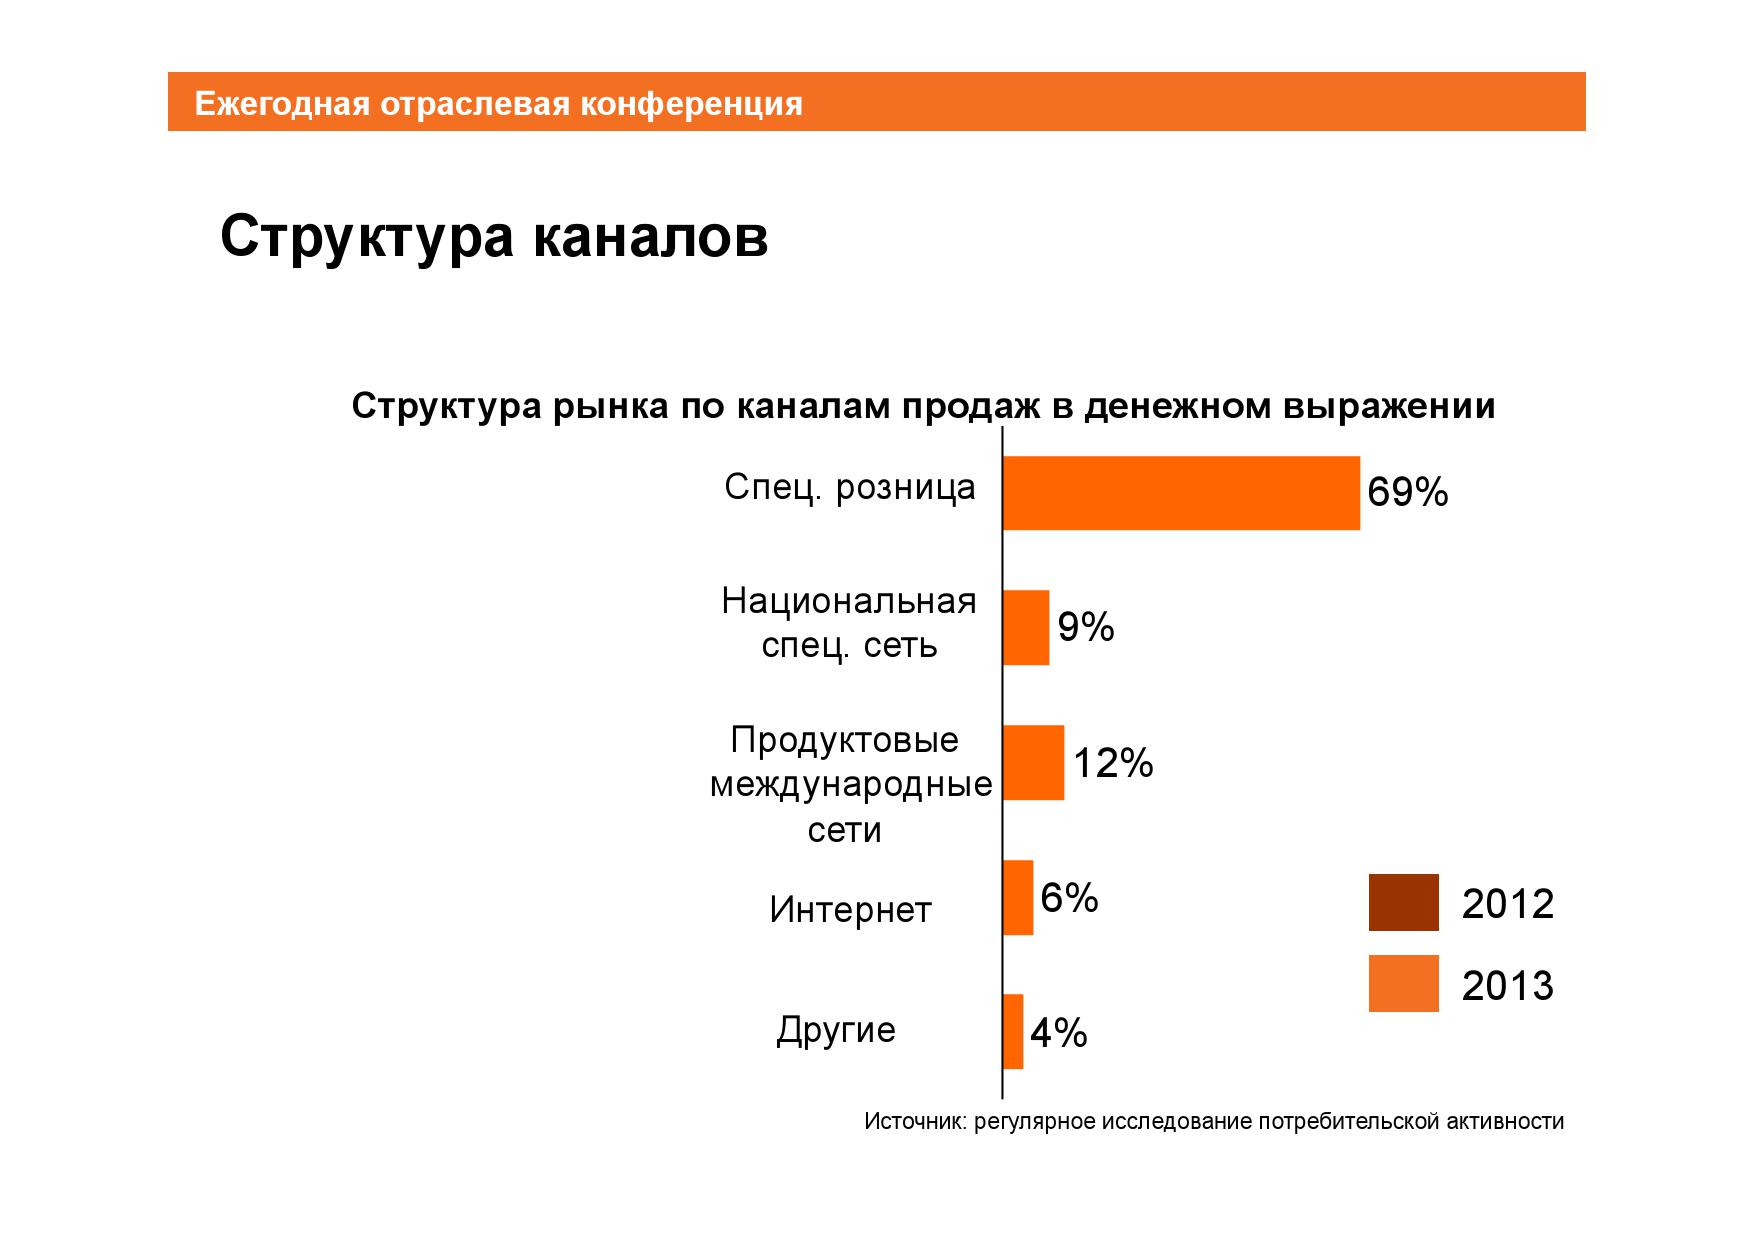 Ежегодная отраслевая конференция
Структура каналов
Структура рынка по каналам продаж в денежном выражении
Спец. розница
69%
Национальная
спец. сеть
9%
Продуктовые
международные
сети
12%
Интернет
6%
Другие
4%
2012
2013
Источник: регулярное исследование потребительской активности